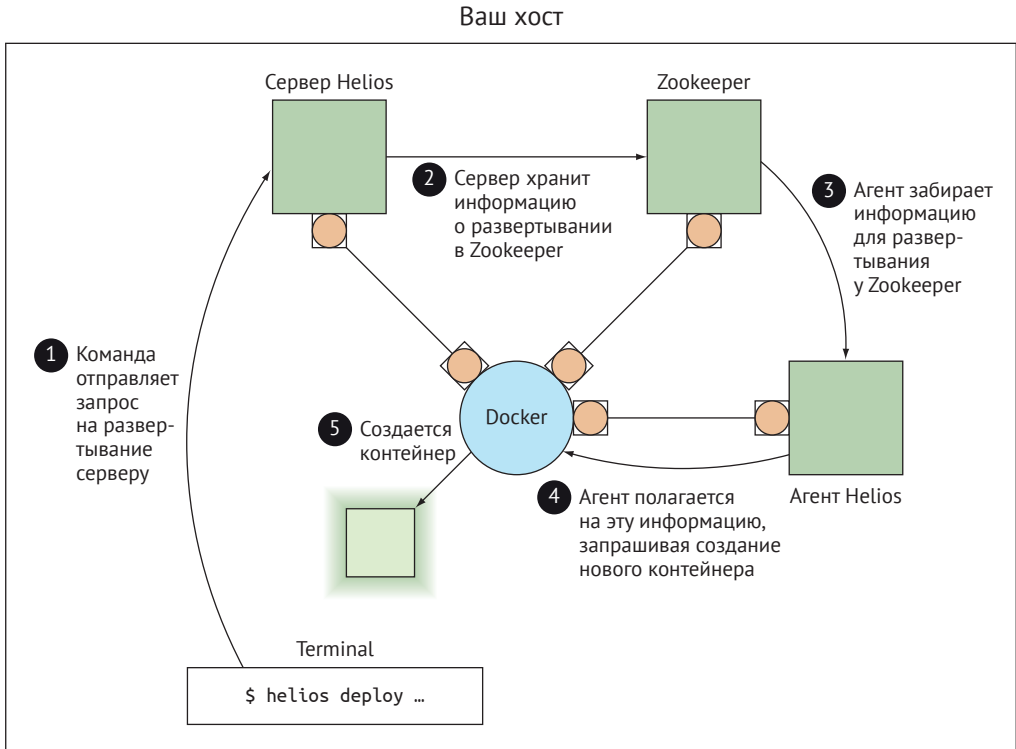 Ваш хост
Сервер Helios
Zookeeper
2 Сервер хранит
информацию
о развертывании
в Zookeeper
3 Агент забирает
информацию
для развер-
тывания
у Zookeeper
1 Команда
отправляет
запрос
на развер-
тывание
серверу
Docker
5 Создается
контейнер
Агент Helios
4 Агент полагается
на эту информацию,
запрашивая создание
нового контейнера
Terminal
$ helios deploy …